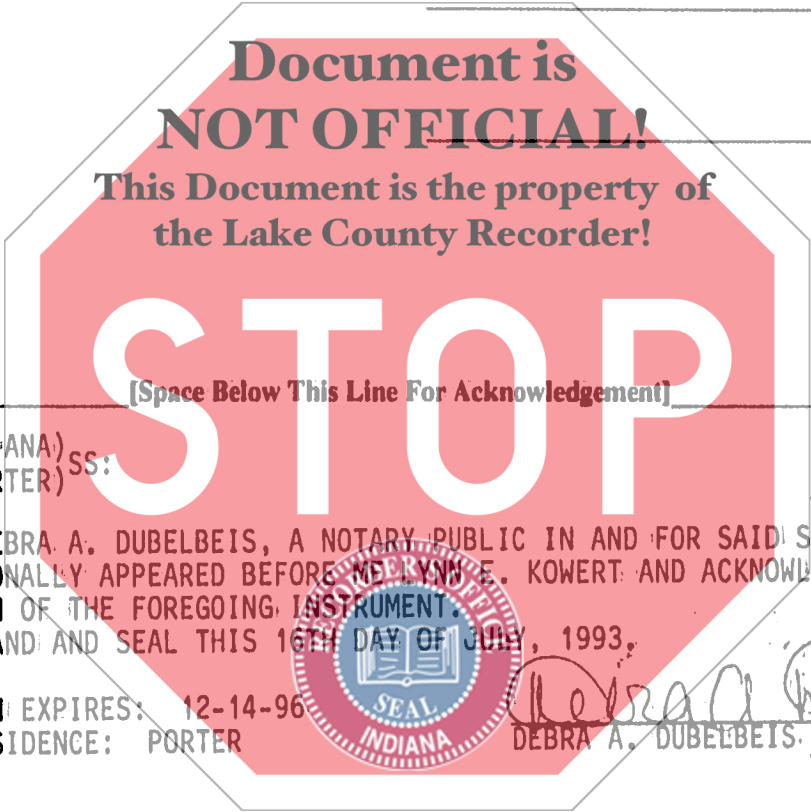 Document is
NOT OFFICIAL!
This Document is the property of
the Lake County Recorder!
STOP
[Space Below This Line For Acknowledgement]
ANA) SS:
RTER)
BRA A. DUBELBEIS, A NOTARY PUBLIC IN AND FOR SAID S
NALLY APPEARED BEFORE ME LYNN E. KOWERT AND ACKNOWL
OF THE FOREGOING INSTRUMENT.
AND AND SEAL THIS 16TH DAY OF JULY, 1993.
EXPIRES: 12-14-96
SIDENCE: PORTER
DEBRA A. DUBELBEIS
SEAL
INDIANA